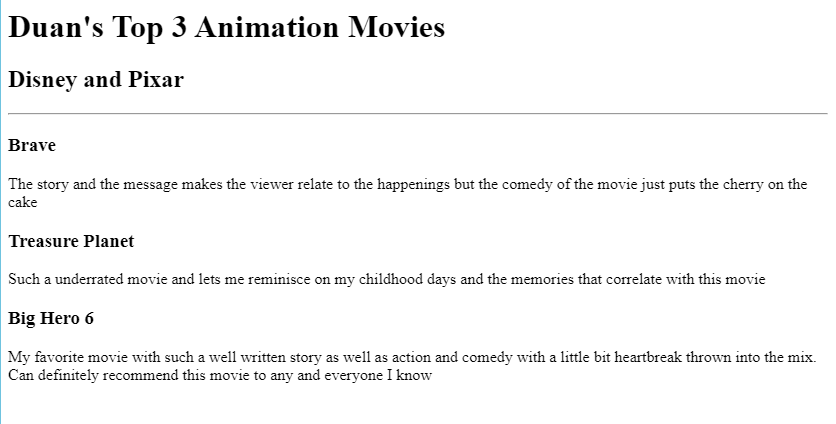 Duan's Top 3 Animation Movies
Disney and Pixar
Brave
The story and the message makes the viewer relate to the happenings but the comedy of the movie just puts the cherry on the
cake
Treasure Planet
Such a underrated movie and lets me reminisce on my childhood days and the memories that correlate with this movie
Big Hero 6
My favorite movie with such a well written story as well as action and comedy with a little bit heartbreak thrown into the mix.
Can definitely recommend this movie to any and everyone I know